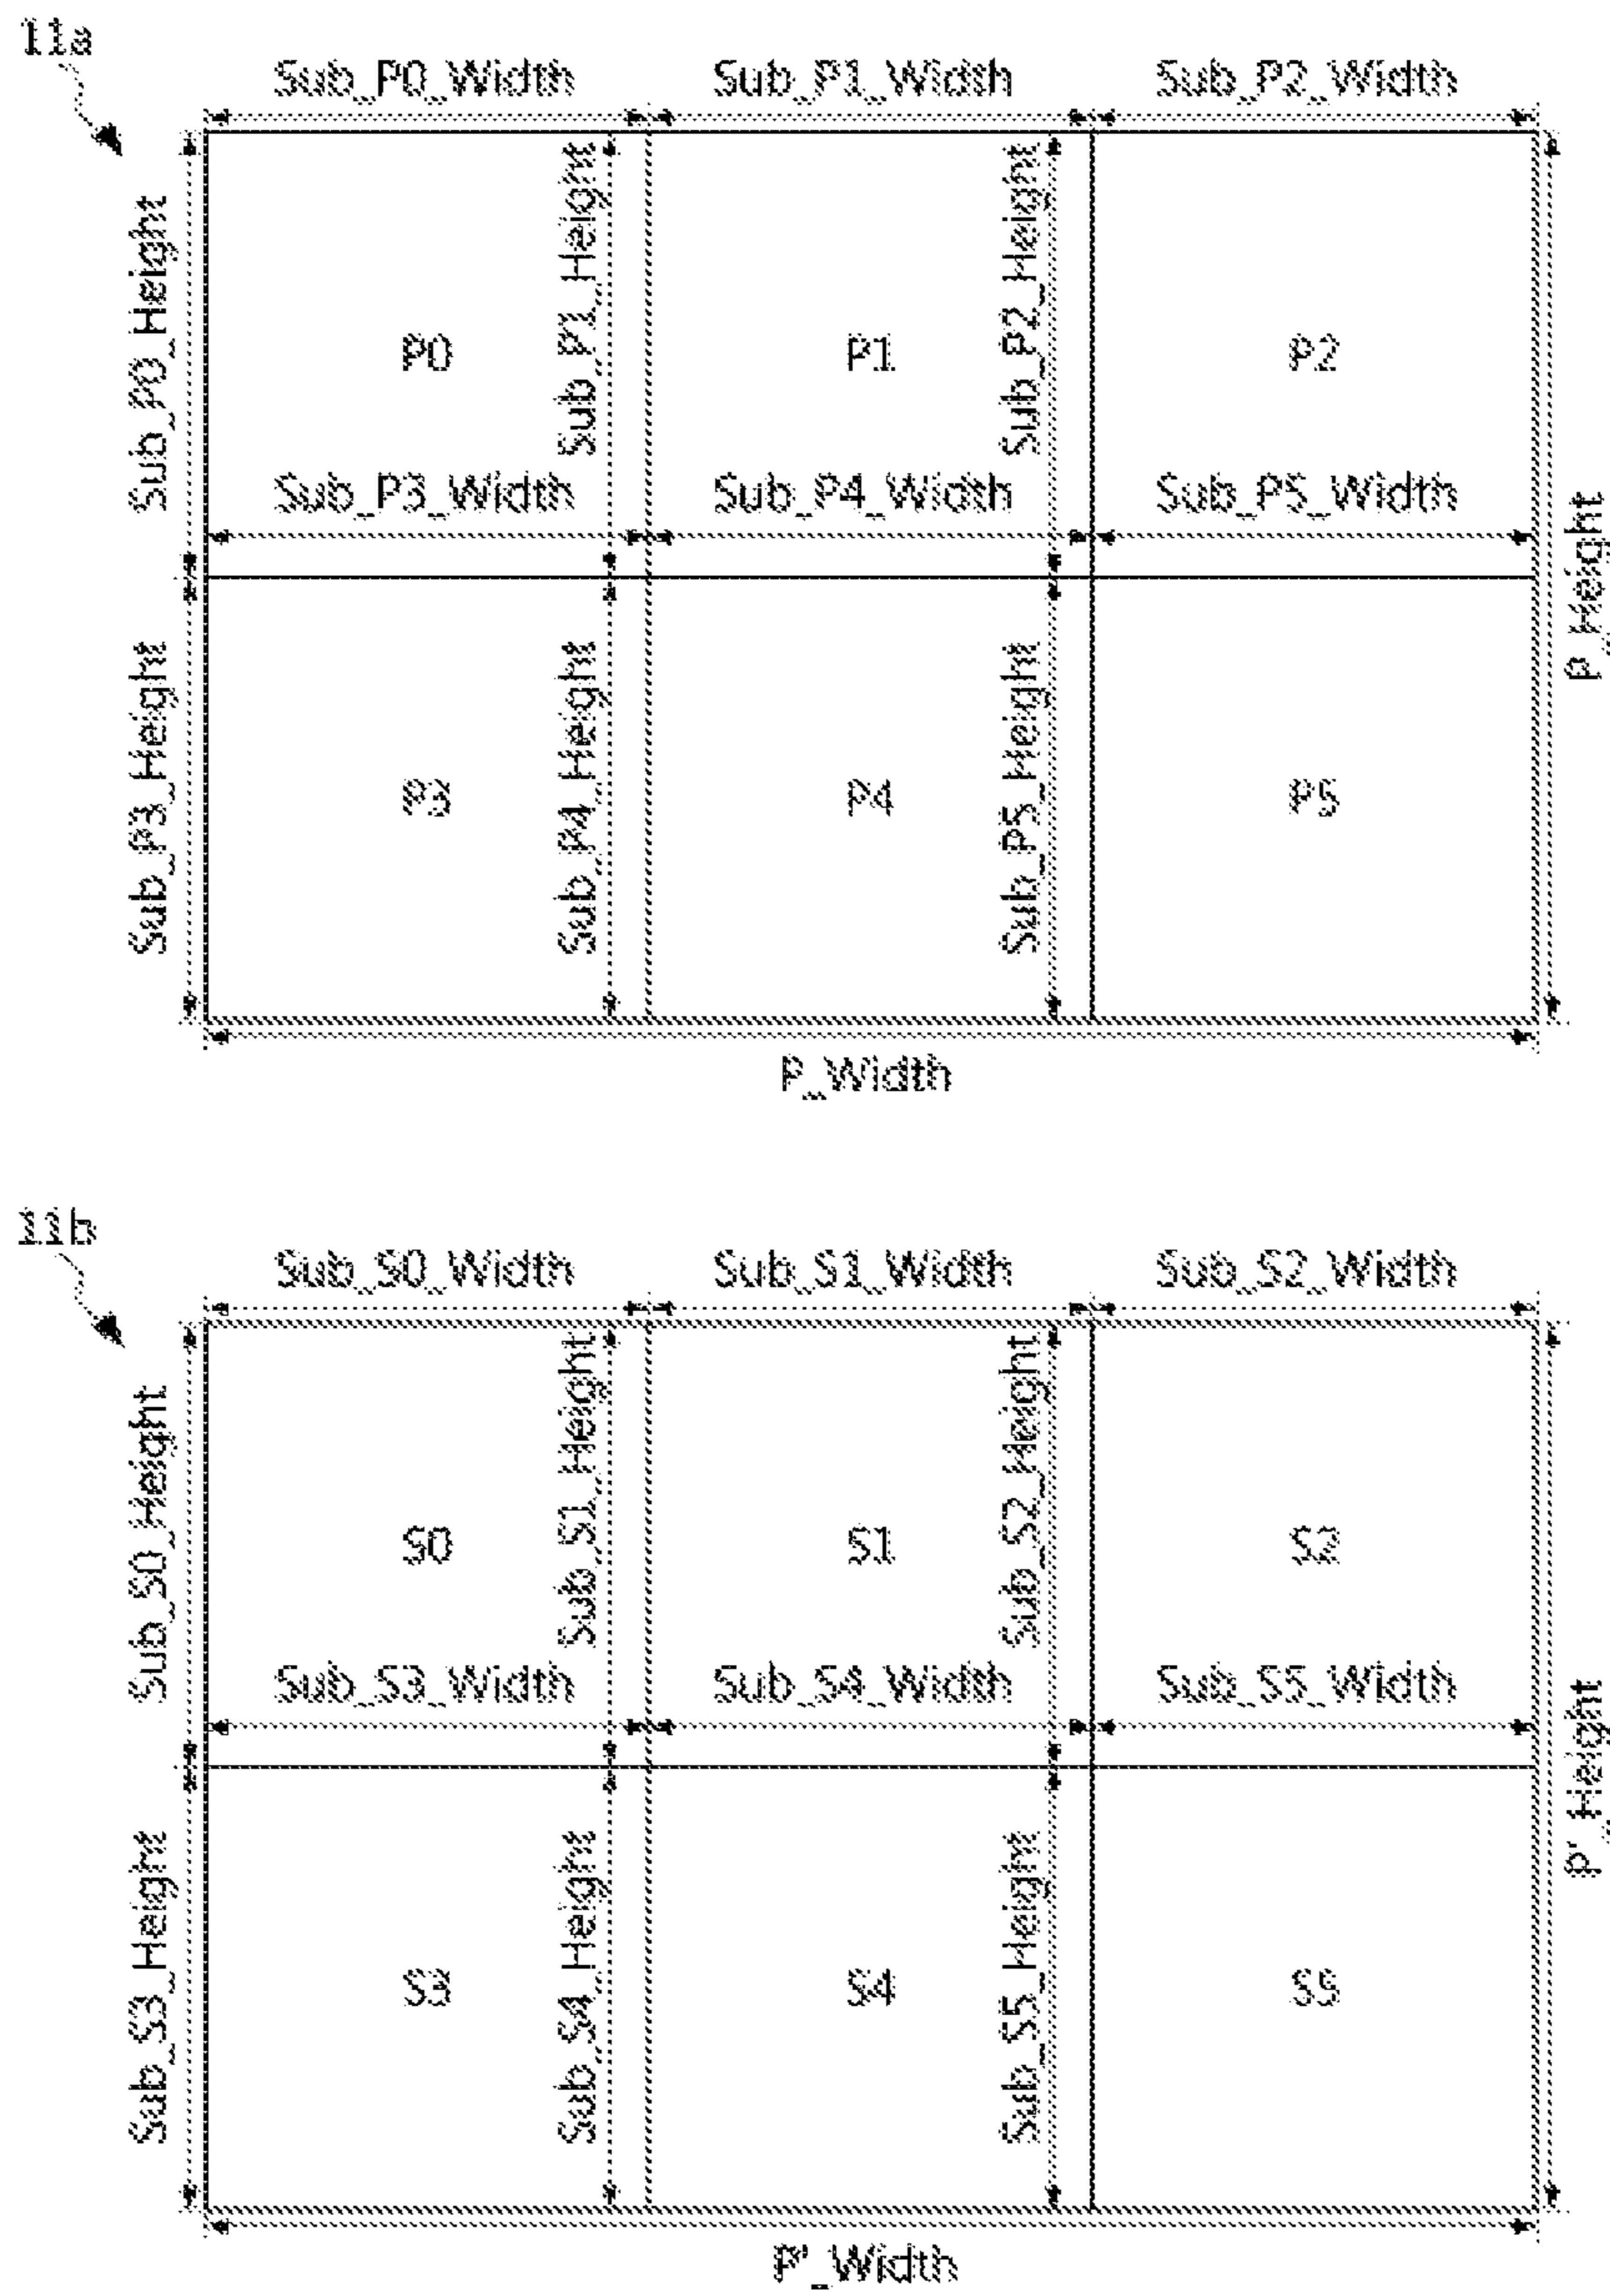 11a
Sub_P0_Width Sub_P1_Width Sub_P2_Width
Sub_P0_Height
Sub_P1_Height
Sub_P2_Height
P0 P1 P2
Sub_P3_Width Sub_P4_Width Sub_P5_Width
P_Height
Sub_P3_Height
Sub_P4_Height
Sub_P5_Height
P3 P4 P5
P_Width
11b
Sub_S0_Width Sub_S1_Width Sub_S2_Width
Sub_S0_Height
Sub_S1_Height
Sub_S2_Height
S0 S1 S2
Sub_S3_Width Sub_S4_Width Sub_S5_Width
P'_Height
Sub_S3_Height
Sub_S4_Height
Sub_S5_Height
S3 S4 S5
P'_Width